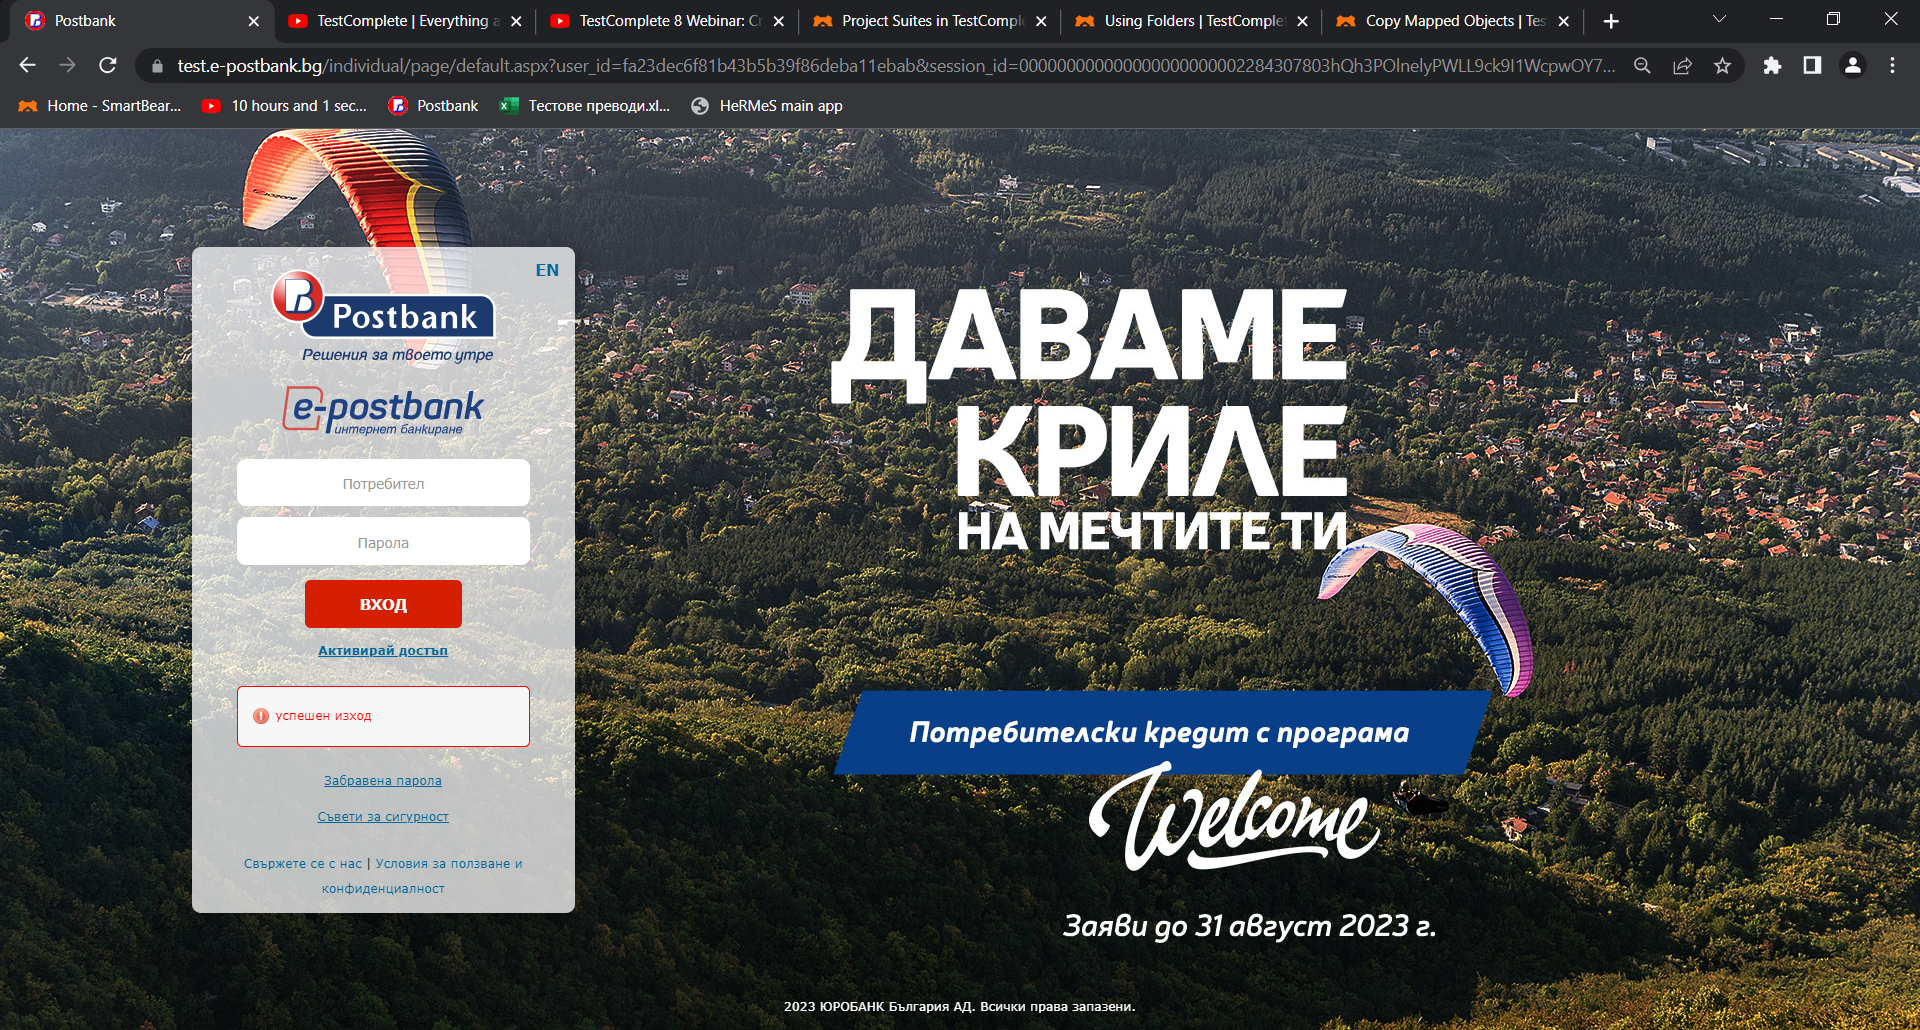 Postbank
TestComplete | Everything a
TestComplete 8 Webinar: Cr
Project Suites in TestComple
Using Folders | TestComplet
Copy Mapped Objects | Tes
test.e-postbank.bg/individual/page/default.aspx?user_id=fa23dec6f81b43b5b39f86deba11ebab&session_id=
Home - SmartBear...
10 hours and 1 sec...
Postbank
Тестове преводи.xl...
HeRMeS main app
EN
Postbank
Решения за твоето утре
e-postbank
интернет банкиране
Потребител
Парола
ВХОД
Активирай достъп
успешен изход
Забравена парола
Съвети за сигурност
Свържете се с нас | Условия за ползване и
конфиденциалност
ДАВАМЕ
КРИЛЕ
НА МЕЧТИТЕ ТИ
Потребителски кредит с програма
Welcome
Заяви до 31 август 2023 г.
2023 ЮРОБАНК България АД. Всички права запазени.